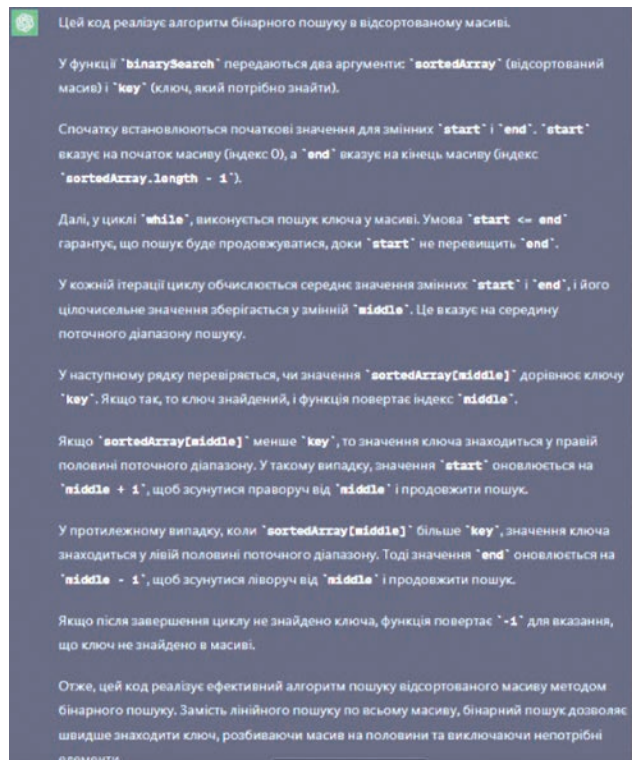 Цей код реалізує алгоритм бінарного пошуку в відсортованому масиві.
У функції `binarySearch` передаються два аргументи: `sortedArray` (відсортований
масив) і `key` (ключ, який потрібно знайти).
Спочатку встановлюються початкові значення для змінних `start` і `end`. `start`
вказує на початок масиву (індекс 0), а `end` вказує на кінець масиву (індекс
`sortedArray.length - 1`).
Далі, у циклі `while`, виконується пошук ключа у масиві. Умова `start <= end`
гарантує, що пошук буде продовжуватися, доки `start` не перевищить `end`.
У кожній ітерації циклу обчислюється середнє значення змінних `start` і `end`, і його
цілочисельне значення зберігається у змінній `middle`. Це вказує на середину
поточного діапазону пошуку.
У наступному рядку перевіряється, чи значення `sortedArray[middle]` дорівнює ключу
`key`. Якщо так, то ключ знайдений, і функція повертає індекс `middle`.
Якщо `sortedArray[middle]` менше `key`, то значення ключа знаходиться у правій
половині поточного діапазону. У такому випадку, значення `start` оновлюється на
`middle + 1`, щоб зсунутися праворуч від `middle` і продовжити пошук.
У протилежному випадку, коли `sortedArray[middle]` більше `key`, значення ключа
знаходиться у лівій половині поточного діапазону. Тоді значення `end` оновлюється на
`middle - 1`, щоб зсунутися ліворуч від `middle` і продовжити пошук.
Якщо після завершення циклу не знайдено ключа, функція повертає `-1` для вказання,
що ключ не знайдено в масиві.
Отже, цей код реалізує ефективний алгоритм пошуку відсортованого масиву методом
бінарного пошуку. Замість лінійного пошуку по всьому масиву, бінарний пошук дозволяє
швидше знаходити ключ, розбиваючи масив на половини та виключаючи непотрібні
елементи.